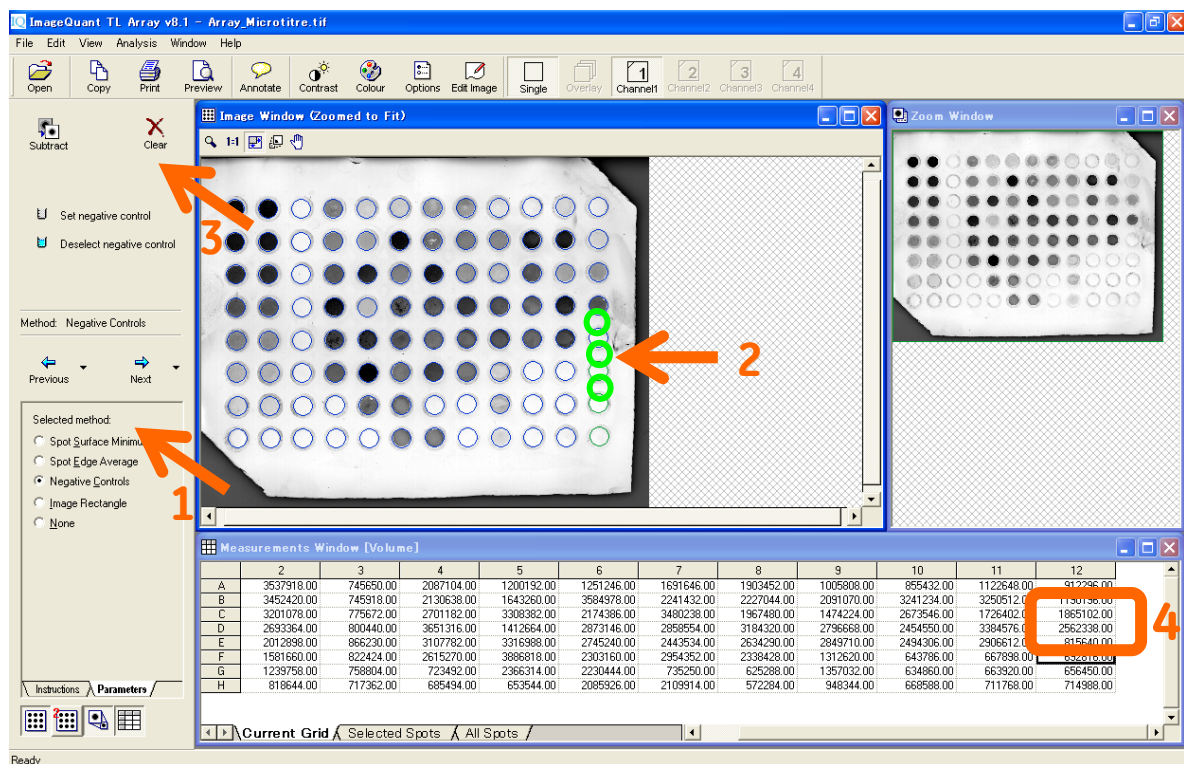 ImageQuant TL Array v8.1 - Array_Microtitre.tif
File Edit View Analysis Window Help
Open Copy Print Preview Annotate Contrast Colour Options Edit Image Single Overlay Channel1 Channel2 Channel3 Channel4
1 2 3 4
Subtract Clear
Set negative control
Deselect negative control
Method: Negative Controls
Previous Next
Selected method:
Spot Surface Minimu
Spot Edge Average
Negative Controls
Image Rectangle
None
Instructions Parameters
Image Window (Zoomed to Fit)
1:1
3
2
1
Zoom Window
Measurements Window [Volume]
2 3 4 5 6 7 8 9 10 11 12
A 3537918.00 745650.00 2087104.00 1200192.00 1251246.00 1691646.00 1903452.00 1005808.00 855432.00 1122648.00 912296.00
B 3452420.00 745918.00 2130638.00 1643260.00 3584978.00 2241432.00 2227044.00 2091070.00 3241234.00 3250512.0
C 3201078.00 775672.00 2701182.00 3308382.00 2174386.00 3480238.00 1967480.00 1474224.00 2673546.00 1726402.0 1865102.00
D 2693364.00 800440.00 3651316.00 1412664.00 2873146.00 2858554.00 3184320.00 2796668.00 2454550.00 3384576.0 2562338.00
E 2012898.00 866230.00 3107782.00 3316988.00 2745240.00 2443534.00 2634290.00 2849710.00 2494306.00 2906612.0
F 1581660.00 822424.00 2615270.00 3886818.00 2303160.00 2954352.00 2338428.00 1312620.00 643786.00 667898.00
G 1239758.00 758804.00 723492.00 2366314.00 2230444.00 735250.00 625288.00 1357032.00 634860.00 663920.00 656450.00
H 818644.00 717362.00 685494.00 653544.00 2085926.00 2109914.00 572284.00 948344.00 668588.00 711768.00 714988.00
4
Current Grid Selected Spots All Spots
Ready